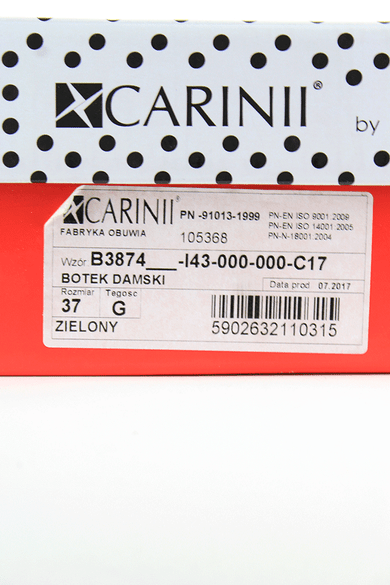 CARINII®
by
CARINII®
PN -91013-1999
PN-EN ISO 9001:2009
PN-EN ISO 14001:2005
PN-N-18001:2004
FABRYKA OBUWIA
105368
Wzór B3874___-I43-000-000-C17
BOTEK DAMSKI
Data prod 07.2017
Rozmiar Tęgość
37 G
ZIELONY
5902632110315